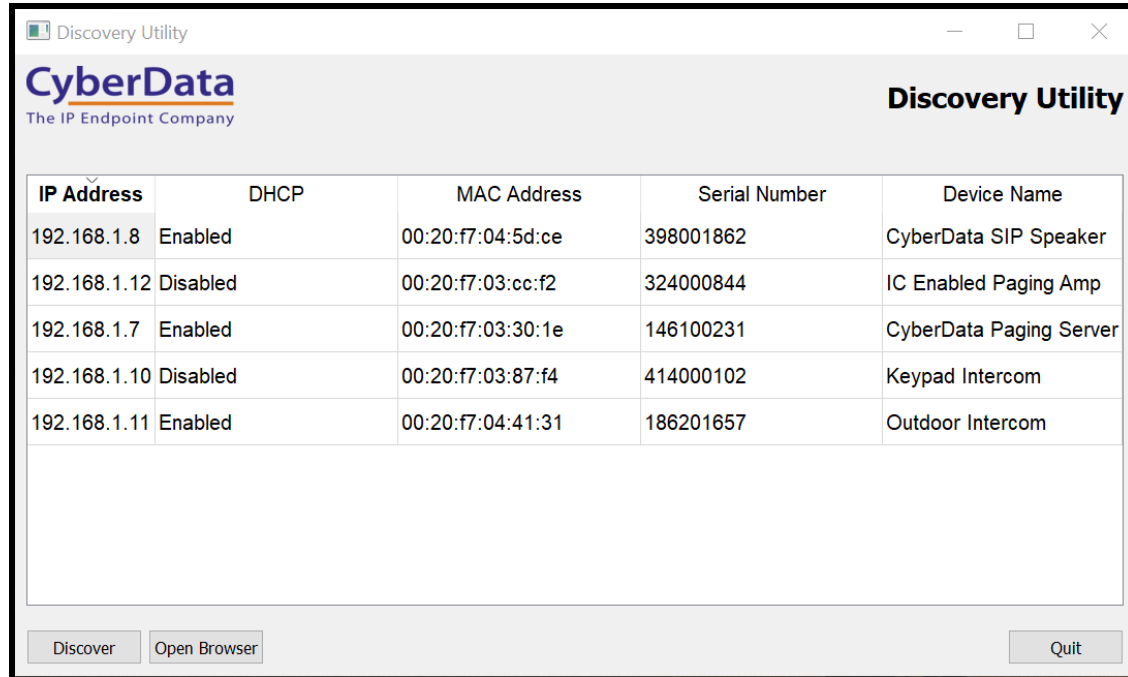 Discovery Utility
CyberData
The IP Endpoint Company
Discovery Utility
IP Address DHCP MAC Address Serial Number Device Name
192.168.1.8 Enabled 00:20:f7:04:5d:ce 398001862 CyberData SIP Speaker
192.168.1.12 Disabled 00:20:f7:03:cc:f2 324000844 IC Enabled Paging Amp
192.168.1.7 Enabled 00:20:f7:03:30:1e 146100231 CyberData Paging Server
192.168.1.10 Disabled 00:20:f7:03:87:f4 414000102 Keypad Intercom
192.168.1.11 Enabled 00:20:f7:04:41:31 186201657 Outdoor Intercom
Discover Open Browser Quit